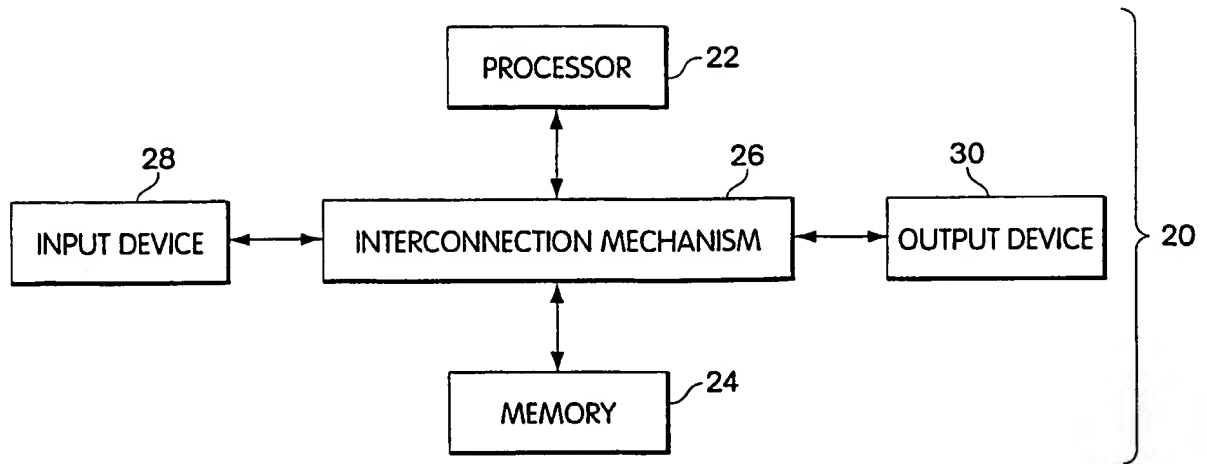 PROCESSOR
22
28
26
30
INPUT DEVICE
INTERCONNECTION MECHANISM
OUTPUT DEVICE
20
MEMORY
24